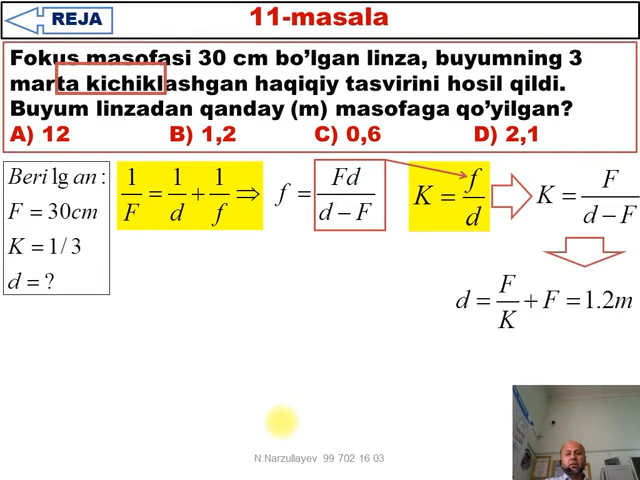 REJA
11-masala
Fokus masofasi 30 cm bo’lgan linza, buyumning 3
marta kichiklashgan haqiqiy tasvirini hosil qildi.
Buyum linzadan qanday (m) masofaga qo’yilgan?
A) 12 B) 1,2 C) 0,6 D) 2,1
Berilgan:
F = 30cm
K = 1/3
d = ?
1/F = 1/d + 1/f ⇒ f = Fd/(d − F)
K = f/d
K = F/(d − F)
d = F/K + F = 1.2m
N.Narzullayev 99 702 16 03